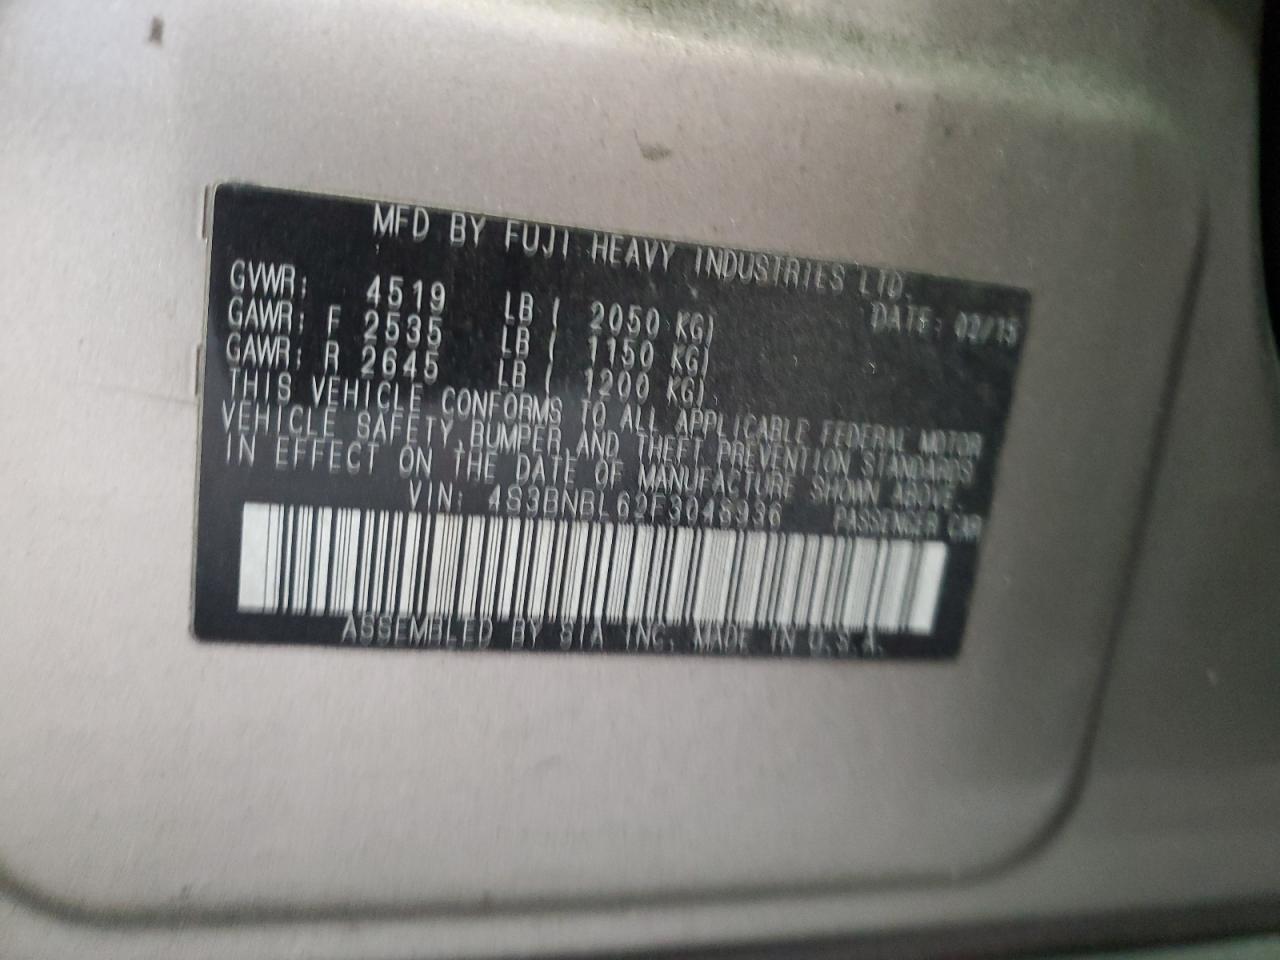 MFD BY FUJI HEAVY INDUSTRIES LTD.
DATE: 02/15
GVWR: 4519 LB ( 2050 KG)
GAWR: F 2535 LB ( 1150 KG)
GAWR: R 2645 LB ( 1200 KG)
THIS VEHICLE CONFORMS TO ALL APPLICABLE FEDERAL MOTOR
VEHICLE SAFETY, BUMPER, AND THEFT PREVENTION STANDARDS
IN EFFECT ON THE DATE OF MANUFACTURE SHOWN ABOVE.
VIN: 4S3BNBL62F3048936 PASSENGER CAR
ASSEMBLED BY SIA INC. MADE IN U.S.A.